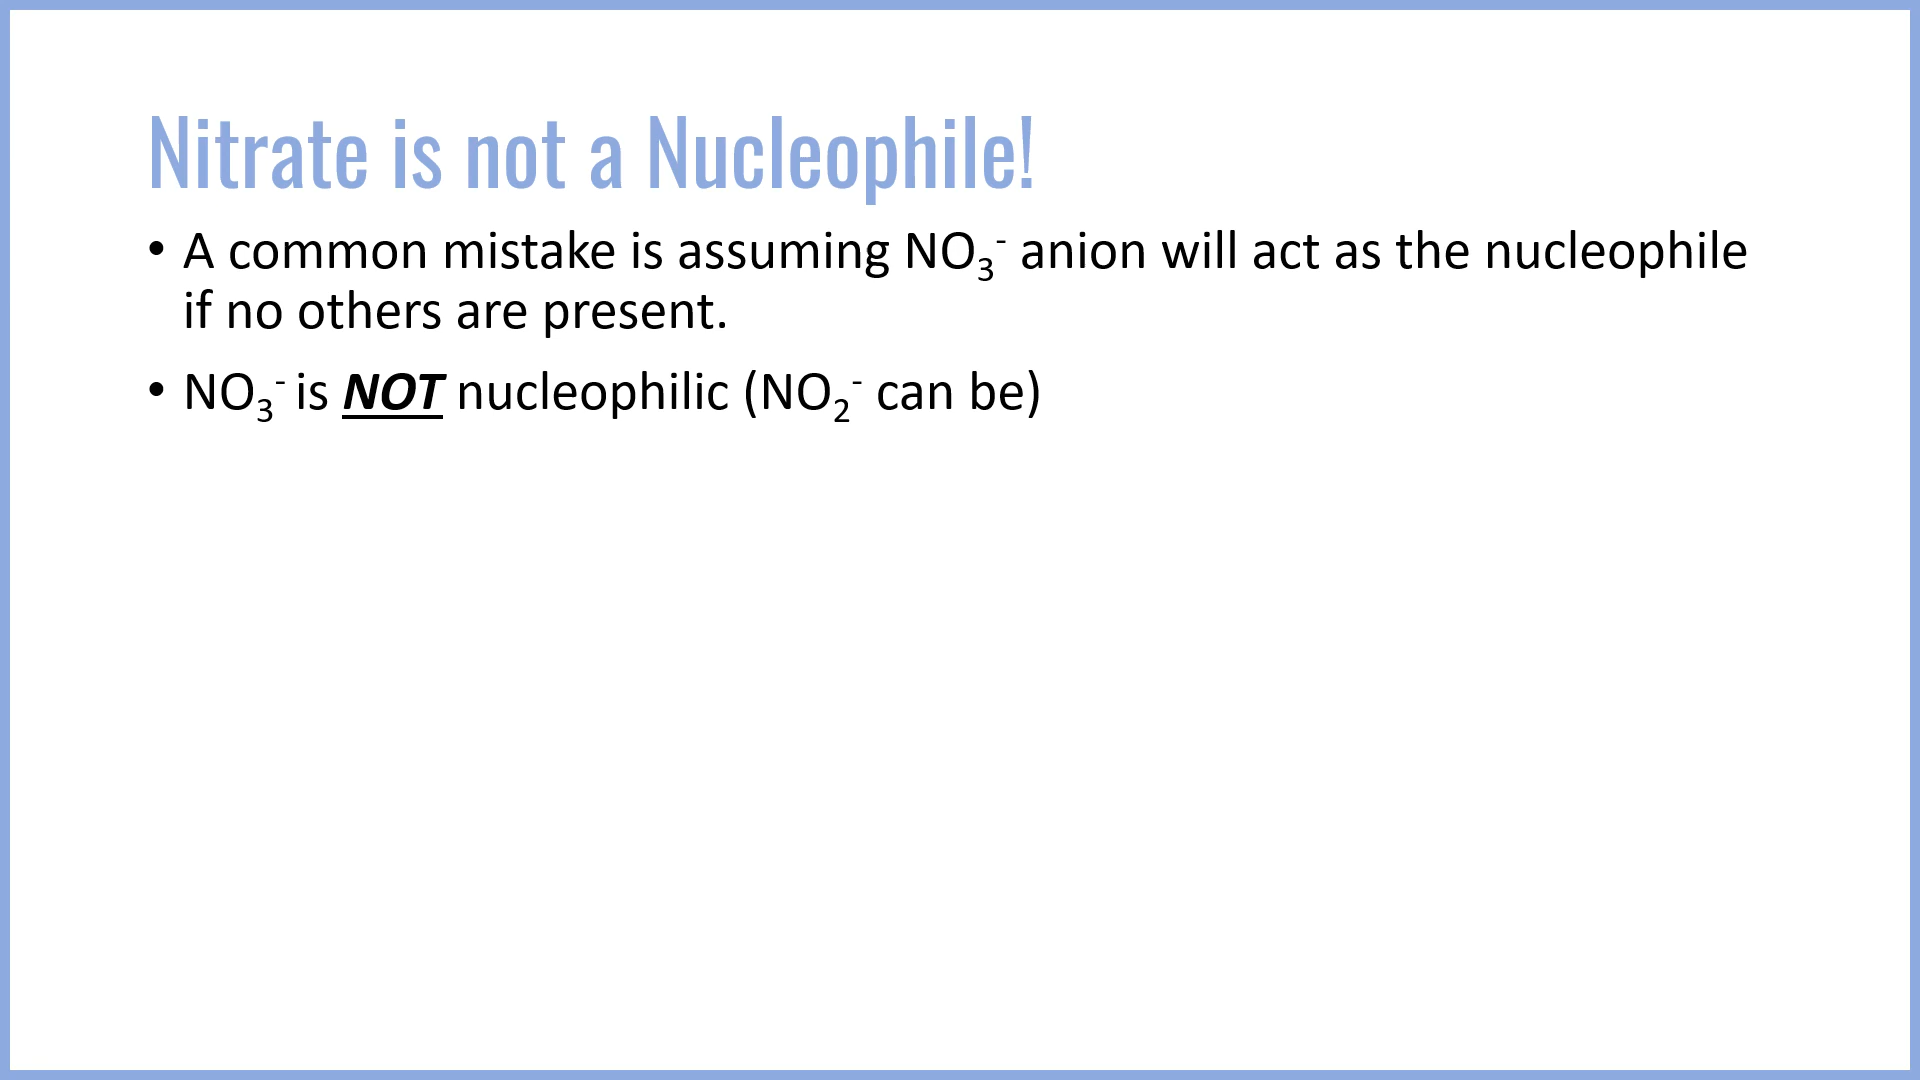 Nitrate is not a Nucleophile!
• A common mistake is assuming NO₃⁻ anion will act as the nucleophile
if no others are present.
• NO₃⁻ is NOT nucleophilic (NO₂⁻ can be)